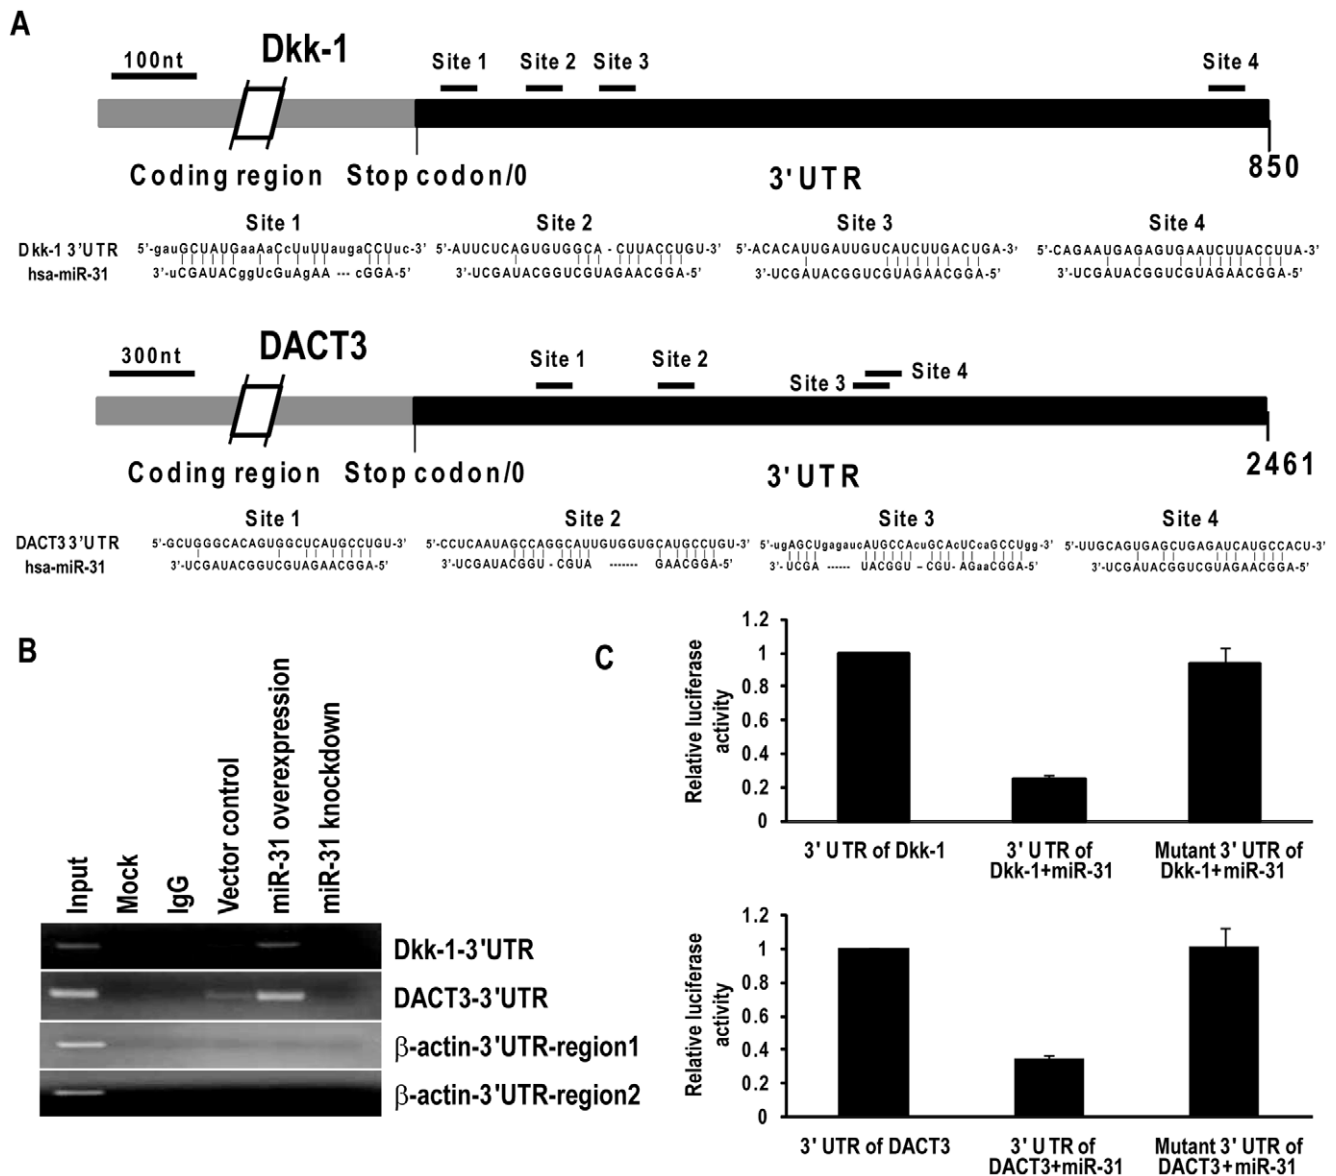 A
Dkk-1
100nt
Site 1 Site 2 Site 3 Site 4
Coding region Stop codon/0 3' UTR 850
Site 1 Site 2 Site 3 Site 4
Dkk-1 3'UTR 5'-gauGCUAUGaaAaCcUuUUaugaCCUuc-3' 5'-AUUCUCAGUGUGGCA - CUUACCUGU-3' 5'-ACACAUUGAUUGUCAUCUUGACUGA-3' 5'-CAGAAUGAGAGUGAAUCUUACCUUA-3'
hsa-miR-31 3'-uCGAUACggUcGuAgAA --- cGGA-5' 3'-UCGAUACGGUCGUAGAACGGA-5' 3'-UCGAUACGGUCGUAGAACGGA-5' 3'-UCGAUACGGUCGUAGAACGGA-5'
DACT3
300nt
Site 1 Site 2 Site 3 Site 4
Coding region Stop codon/0 3' UTR 2461
Site 1 Site 2 Site 3 Site 4
DACT3 3'UTR 5'-GCUGGGCACAGUGGCUCAUGCCUGU-3' 5'-CCUCAAUAGCCAGGCAUUGUGGUGCAUGCCUGU-3' 5'-ugAGCUgagaucAUGCCAcuGCAcUCcaGCCUgg-3' 5'-UUGCAGUGAGCUGAGAUCAUGCCACU-3'
hsa-miR-31 3'-UCGAUACGGUCGUAGAACGGA-5' 3'-UCGAUACGGU - CGUA ------- GAACGGA-5' 3'- UCGA ------ UACGGU – CGU- AGaaCGGA-5' 3'-UCGAUACGGUCGUAGAACGGA-5'
B
Input
Mock
IgG
Vector control
miR-31 overexpression
miR-31 knockdown
Dkk-1-3'UTR
DACT3-3'UTR
β-actin-3'UTR-region1
β-actin-3'UTR-region2
C
Relative luciferase
activity
1.2
1
0.8
0.6
0.4
0.2
0
3' UTR of Dkk-1
3' UTR of
Dkk-1+miR-31
Mutant 3' UTR of
Dkk-1+miR-31
Relative luciferase
activity
1.2
1
0.8
0.6
0.4
0.2
0
3' UTR of DACT3
3' UTR of
DACT3+miR-31
Mutant 3' UTR of
DACT3+miR-31